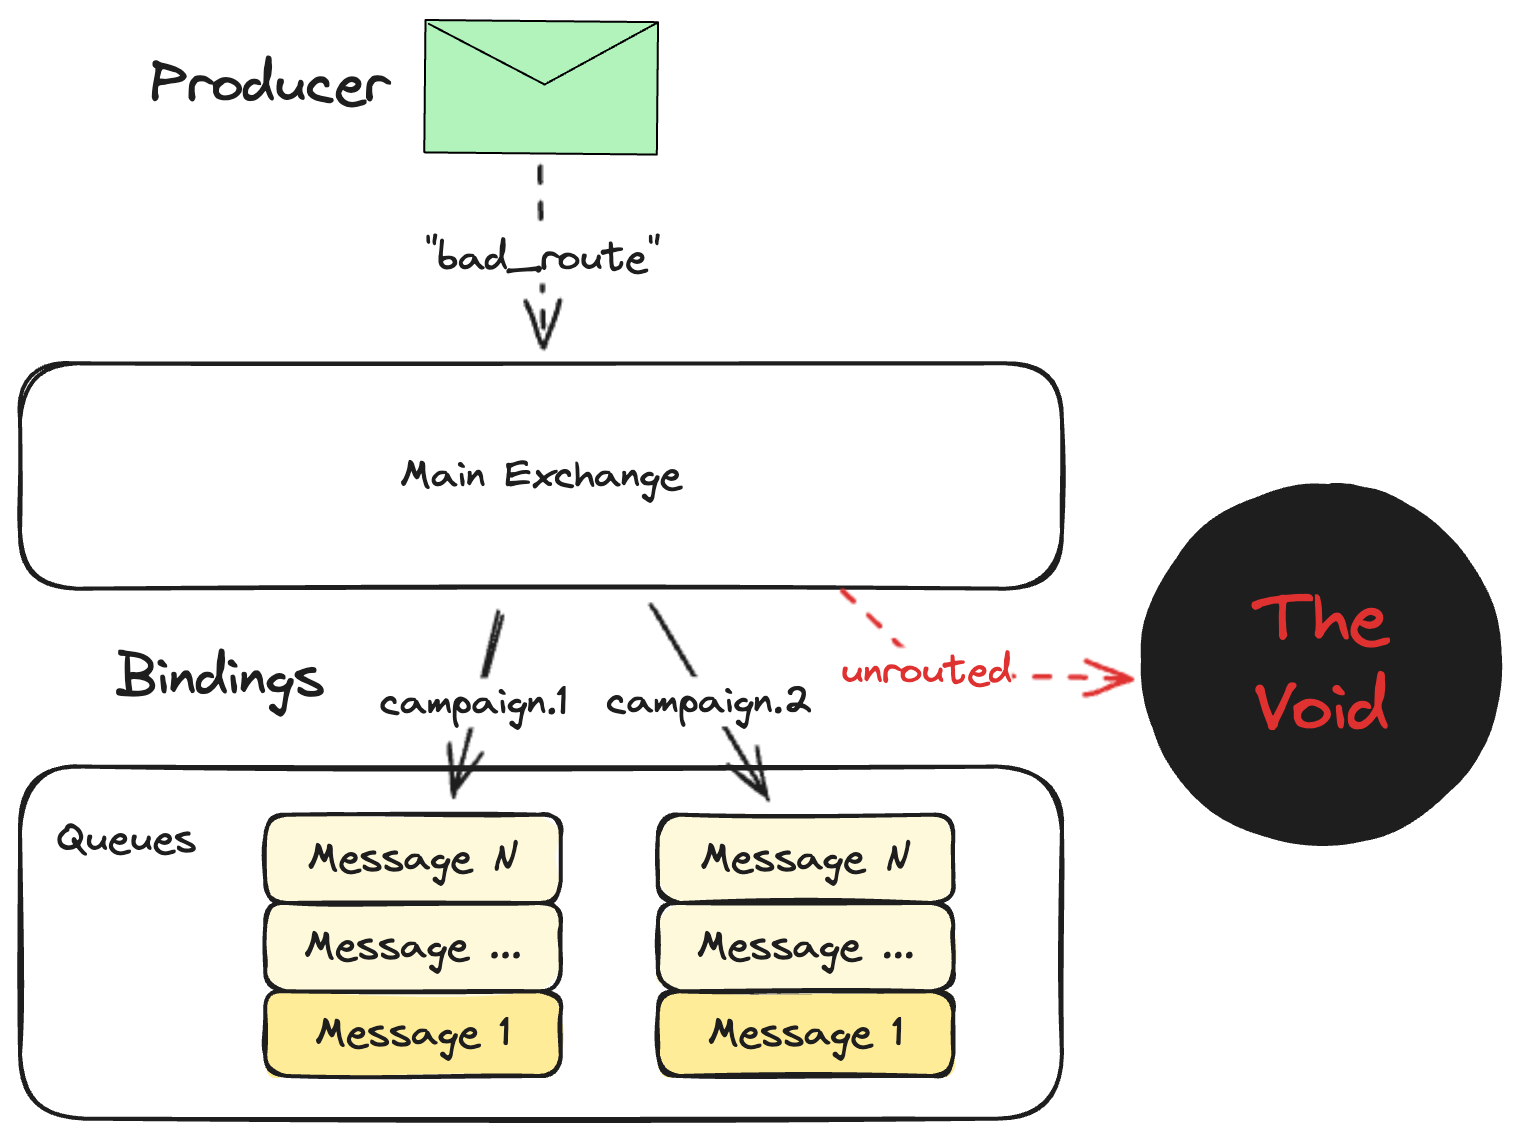 Producer
"bad_route"
Main Exchange
Bindings
campaign.1
campaign.2
unrouted
The
Void
Queues
Message N
Message N
Message ...
Message ...
Message 1
Message 1